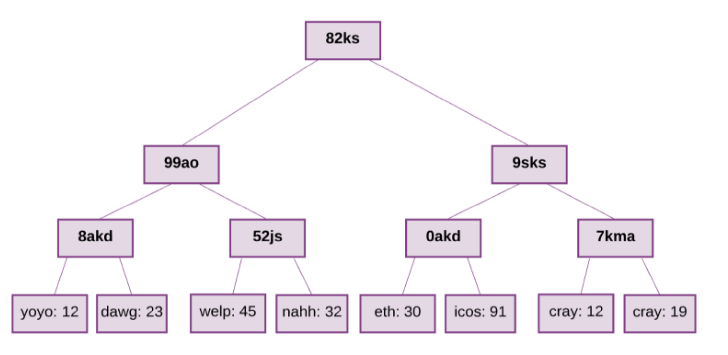 82ks
99ao
9sks
8akd
52js
0akd
7kma
yoyo: 12
dawg: 23
welp: 45
nahh: 32
eth: 30
icos: 91
cray: 12
cray: 19